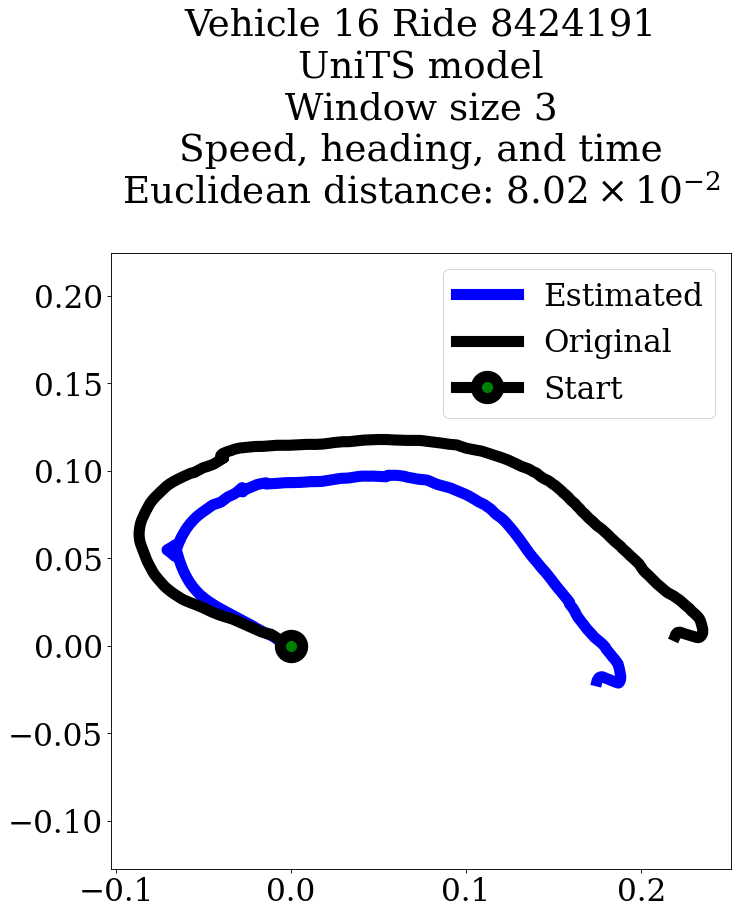 Vehicle 16 Ride 8424191
UniTS model
Window size 3
Speed, heading, and time
Euclidean distance: 8.02 × 10⁻²
Estimated
Original
Start
0.20
0.15
0.10
0.05
0.00
−0.05
−0.10
−0.1 0.0 0.1 0.2